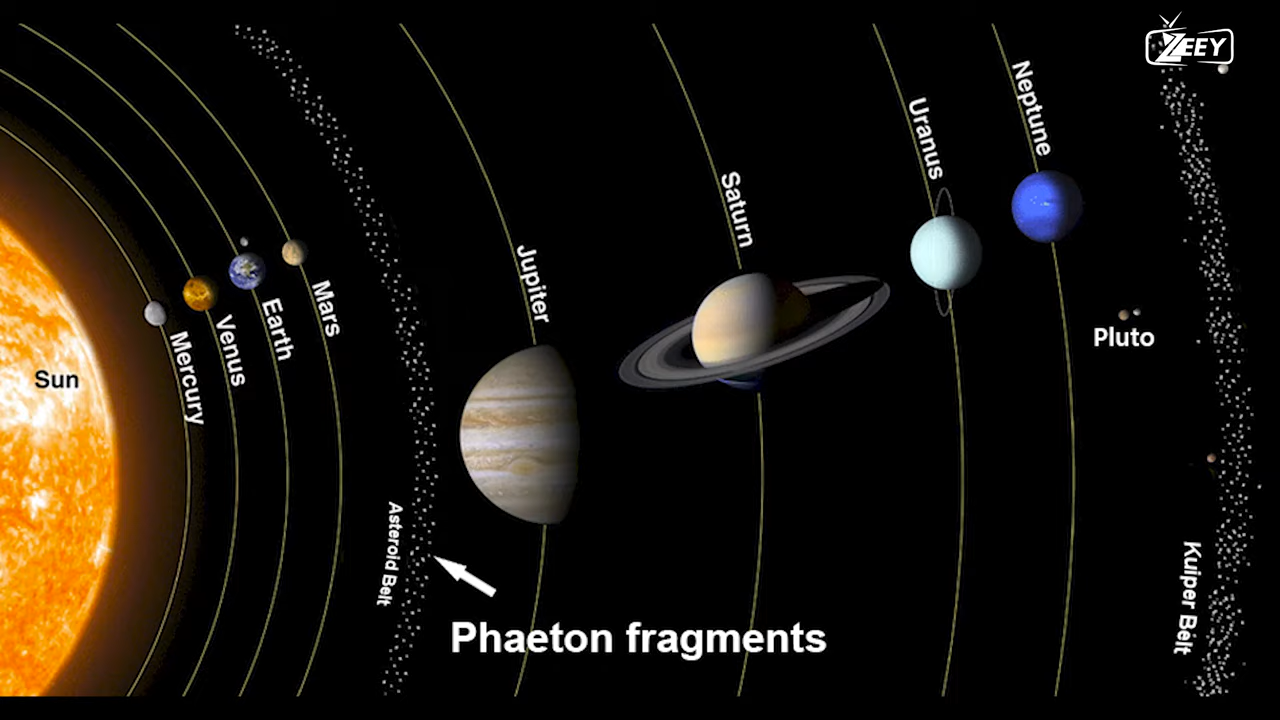 ZEEY
Neptune
Uranus
Saturn
Jupiter
Mars
Earth
Venus
Mercury
Sun
Pluto
Asteroid Belt
Kuiper Belt
Phaeton fragments